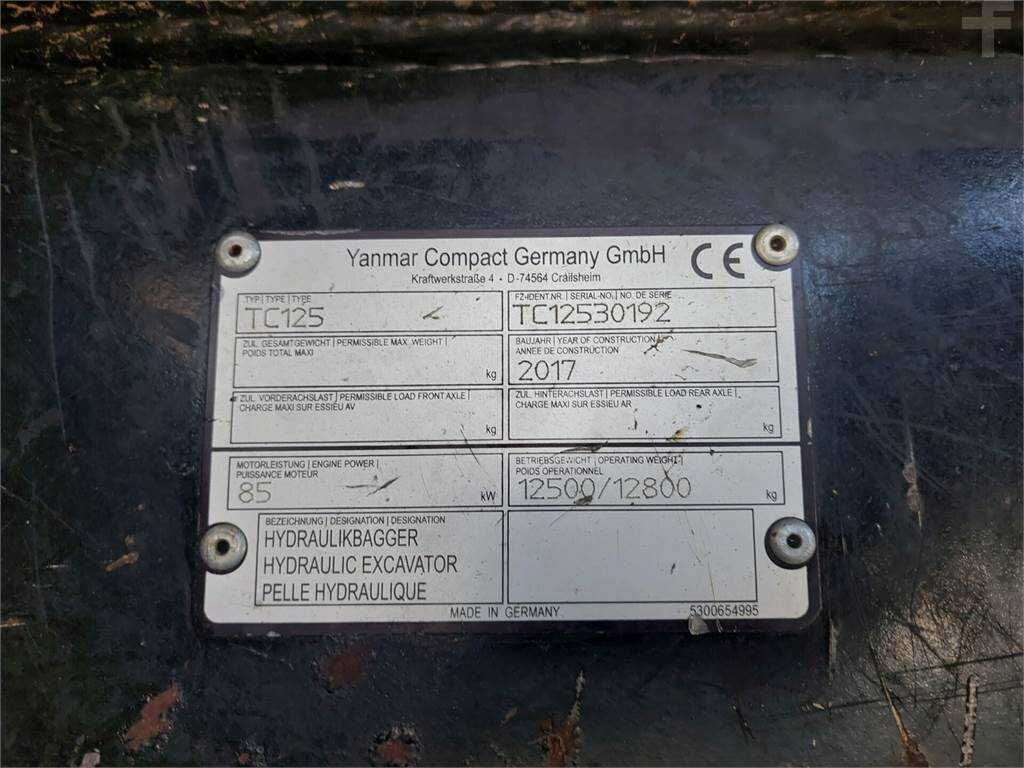 Yanmar Compact Germany GmbH
Kraftwerkstraße 4 • D-74564 Crailsheim
CE
TYP | TYPE | TYPE
TC125
FZ-IDENT.NR. | SERIAL-NO. | NO. DE SERIE
TC12530192
ZUL. GESAMTGEWICHT | PERMISSIBLE MAX. WEIGHT |
POIDS TOTAL MAXI
kg
BAUJAHR | YEAR OF CONSTRUCTION |
ANNEE DE CONSTRUCTION
2017
ZUL. VORDERACHSLAST | PERMISSIBLE LOAD FRONT AXLE |
CHARGE MAXI SUR ESSIEU AV
kg
ZUL. HINTERACHSLAST | PERMISSIBLE LOAD REAR AXLE |
CHARGE MAXI SUR ESSIEU AR
kg
MOTORLEISTUNG | ENGINE POWER |
PUISSANCE MOTEUR
85 kW
BETRIEBSGEWICHT | OPERATING WEIGHT |
POIDS OPERATIONNEL
12500/12800 kg
BEZEICHNUNG | DESIGNATION | DESIGNATION
HYDRAULIKBAGGER
HYDRAULIC EXCAVATOR
PELLE HYDRAULIQUE
MADE IN GERMANY
5300654995